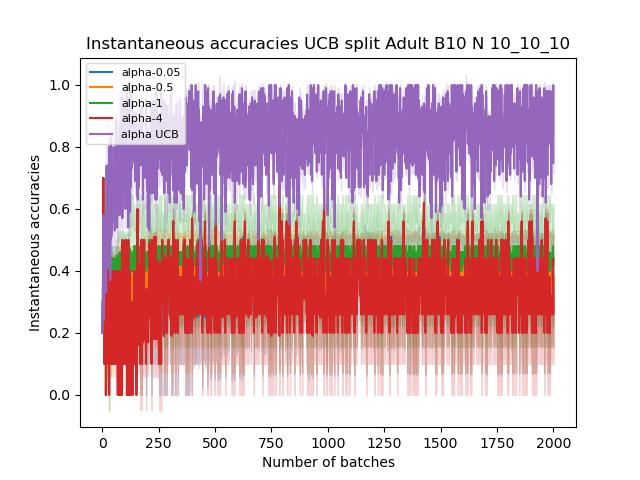 Instantaneous accuracies UCB split Adult B10 N 10_10_10
alpha-0.05
alpha-0.5
alpha-1
alpha-4
alpha UCB
Instantaneous accuracies
1.0
0.8
0.6
0.4
0.2
0.0
0 250 500 750 1000 1250 1500 1750 2000
Number of batches